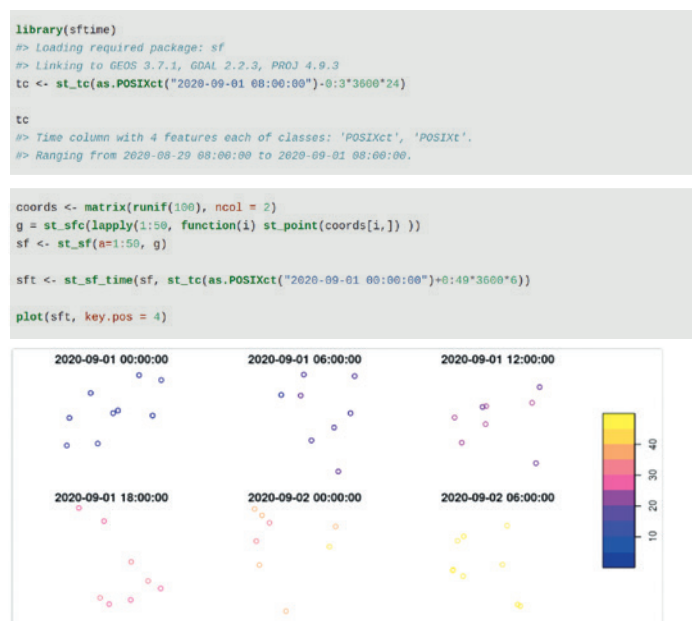 library(sftime)
#> Loading required package: sf
#> Linking to GEOS 3.7.1, GDAL 2.2.3, PROJ 4.9.3
tc <- st_tc(as.POSIXct("2020-09-01 08:00:00")-0:3*3600*24)
tc
#> Time column with 4 features each of classes: 'POSIXct', 'POSIXt'.
#> Ranging from 2020-08-29 08:00:00 to 2020-09-01 08:00:00.
coords <- matrix(runif(100), ncol = 2)
g = st_sfc(lapply(1:50, function(i) st_point(coords[i,]) ))
sf <- st_sf(a=1:50, g)
sft <- st_sf_time(sf, st_tc(as.POSIXct("2020-09-01 00:00:00")+0:49*3600*6))
plot(sft, key.pos = 4)
2020-09-01 00:00:00 2020-09-01 06:00:00 2020-09-01 12:00:00
2020-09-01 18:00:00 2020-09-02 00:00:00 2020-09-02 06:00:00
40
30
20
10